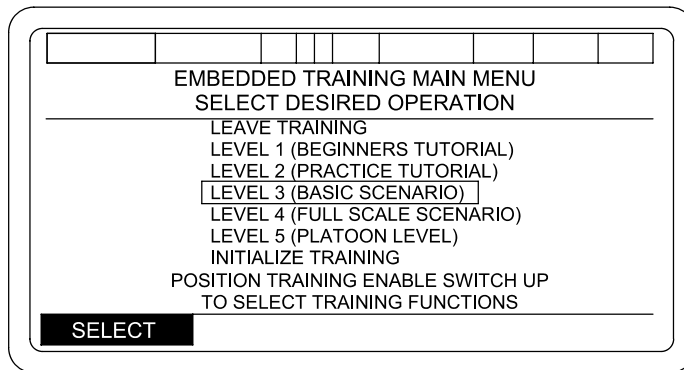 EMBEDDED TRAINING MAIN MENU
SELECT DESIRED OPERATION
LEAVE TRAINING
LEVEL 1 (BEGINNERS TUTORIAL)
LEVEL 2 (PRACTICE TUTORIAL)
LEVEL 3 (BASIC SCENARIO)
LEVEL 4 (FULL SCALE SCENARIO)
LEVEL 5 (PLATOON LEVEL)
INITIALIZE TRAINING
POSITION TRAINING ENABLE SWITCH UP
TO SELECT TRAINING FUNCTIONS
SELECT